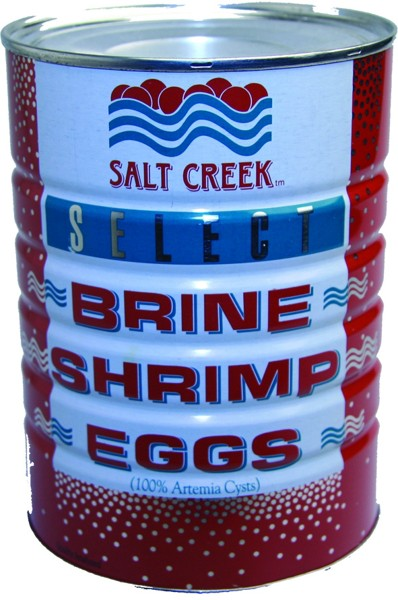 SALT CREEK™
SELECT
BRINE
SHRIMP
EGGS
(100% Artemia Cysts)